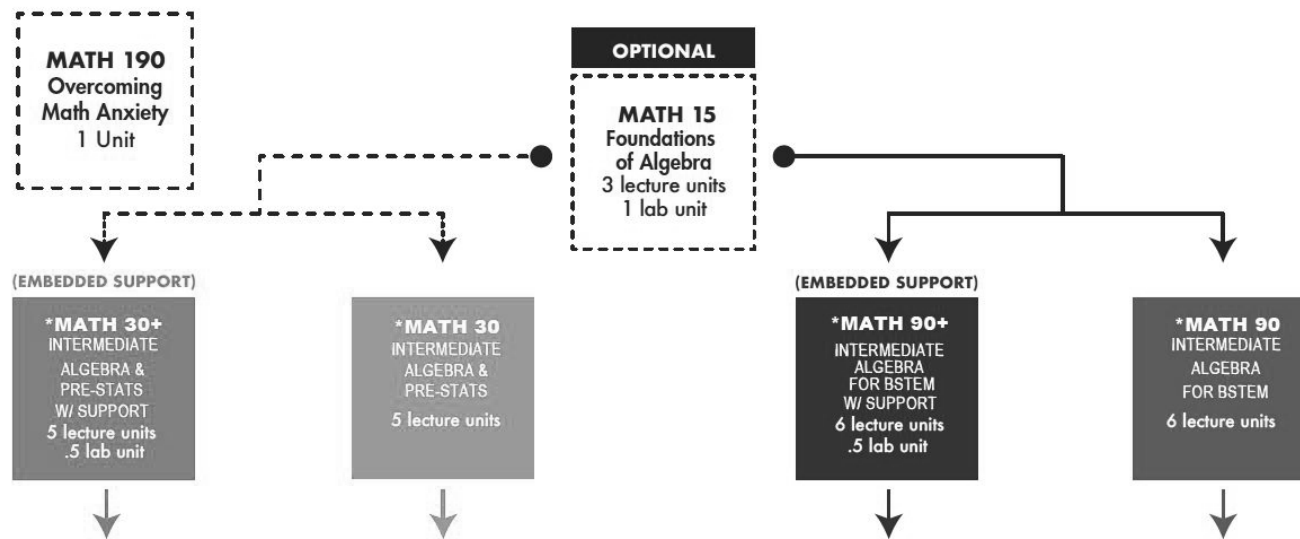 MATH 190
Overcoming
Math Anxiety
1 Unit
OPTIONAL
MATH 15
Foundations
of Algebra
3 lecture units
1 lab unit
(EMBEDDED SUPPORT)
*MATH 30+
INTERMEDIATE
ALGEBRA &
PRE-STATS
W/ SUPPORT
5 lecture units
.5 lab unit
*MATH 30
INTERMEDIATE
ALGEBRA &
PRE-STATS
5 lecture units
(EMBEDDED SUPPORT)
*MATH 90+
INTERMEDIATE
ALGEBRA
FOR BSTEM
W/ SUPPORT
6 lecture units
.5 lab unit
*MATH 90
INTERMEDIATE
ALGEBRA
FOR BSTEM
6 lecture units